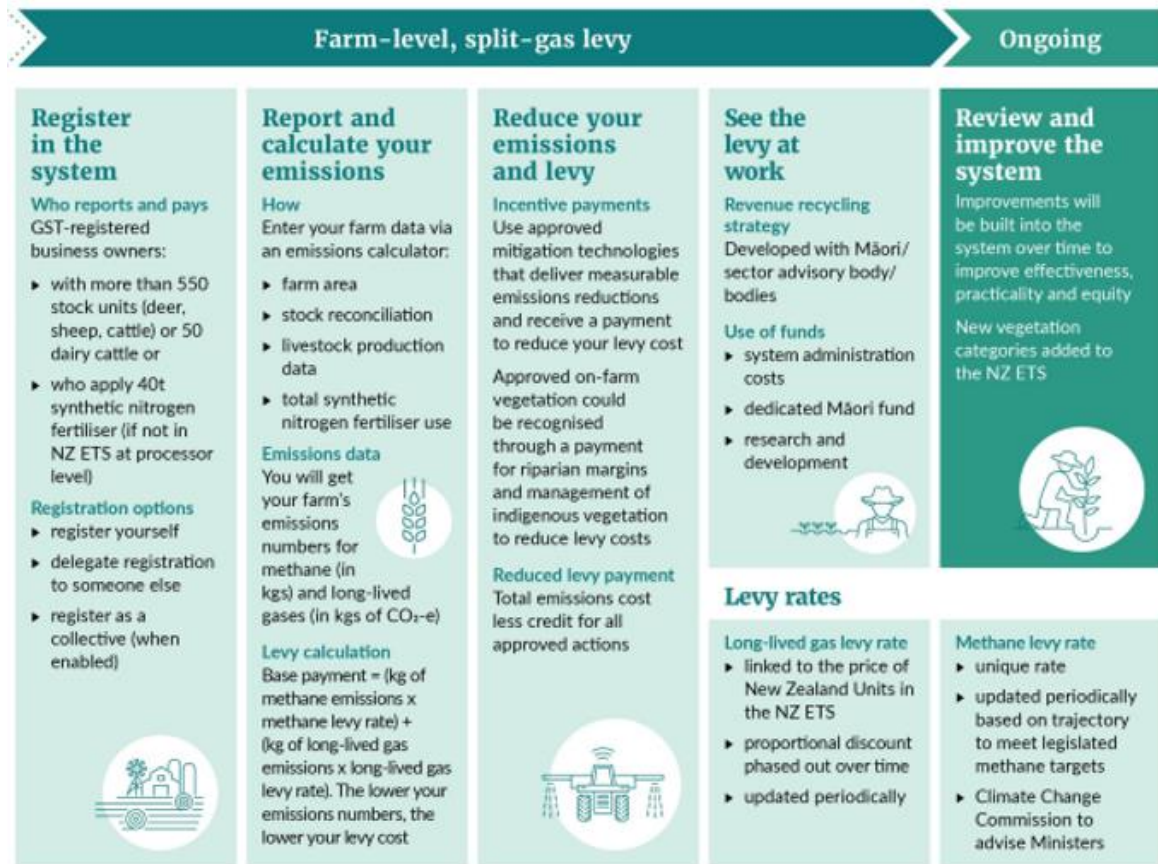 Farm-level, split-gas levy
Ongoing
Register
in the
system
Who reports and pays
GST-registered
business owners:
▸ with more than 550
stock units (deer,
sheep, cattle) or 50
dairy cattle or
▸ who apply 40t
synthetic nitrogen
fertiliser (if not in
NZ ETS at processor
level)
Registration options
▸ register yourself
▸ delegate registration
to someone else
▸ register as a
collective (when
enabled)
Report and
calculate your
emissions
How
Enter your farm data via
an emissions calculator:
▸ farm area
▸ stock reconciliation
▸ livestock production
data
▸ total synthetic
nitrogen fertiliser use
Emissions data
You will get
your farm's
emissions
numbers for
methane (in
kgs) and long-lived
gases (in kgs of CO₂-e)
Levy calculation
Base payment = (kg of
methane emissions x
methane levy rate) +
(kg of long-lived gas
emissions x long-lived gas
levy rate). The lower your
emissions numbers, the
lower your levy cost
Reduce your
emissions
and levy
Incentive payments
Use approved
mitigation technologies
that deliver measurable
emissions reductions
and receive a payment
to reduce your levy cost
Approved on-farm
vegetation could
be recognised
through a payment
for riparian margins
and management of
indigenous vegetation
to reduce levy costs
Reduced levy payment
Total emissions cost
less credit for all
approved actions
See the
levy at
work
Revenue recycling
strategy
Developed with Māori/
sector advisory body/
bodies
Use of funds
▸ system administration
costs
▸ dedicated Māori fund
▸ research and
development
Review and
improve the
system
Improvements will
be built into the
system over time to
improve effectiveness,
practicality and equity
New vegetation
categories added to
the NZ ETS
Levy rates
Long-lived gas levy rate
▸ linked to the price of
New Zealand Units in
the NZ ETS
▸ proportional discount
phased out over time
▸ updated periodically
Methane levy rate
▸ unique rate
▸ updated periodically
based on trajectory
to meet legislated
methane targets
▸ Climate Change
Commission to
advise Ministers